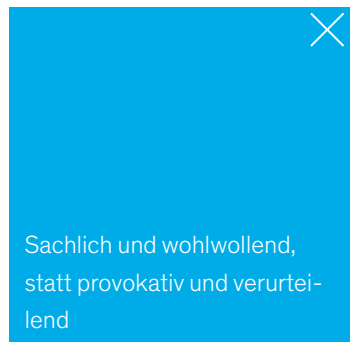 Sachlich und wohlwollend,
statt provokativ und verurtei-
lend